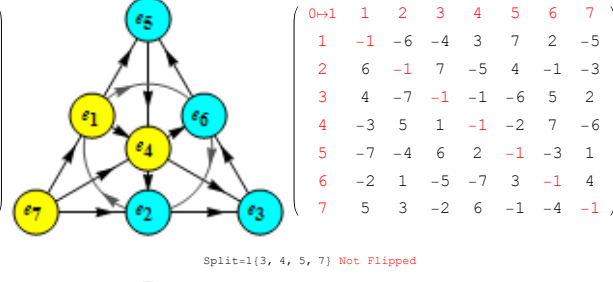 e5
e1 e6
e4
e7 e2 e3
0↦1 1 2 3 4 5 6 7
1 −1 −6 −4 3 7 2 −5
2 6 −1 7 −5 4 −1 −3
3 4 −7 −1 −1 −6 5 2
4 −3 5 1 −1 −2 7 −6
5 −7 −4 6 2 −1 −3 1
6 −2 1 −5 −7 3 −1 4
7 5 3 −2 6 −1 −4 −1
Split=1{3, 4, 5, 7} Not Flipped